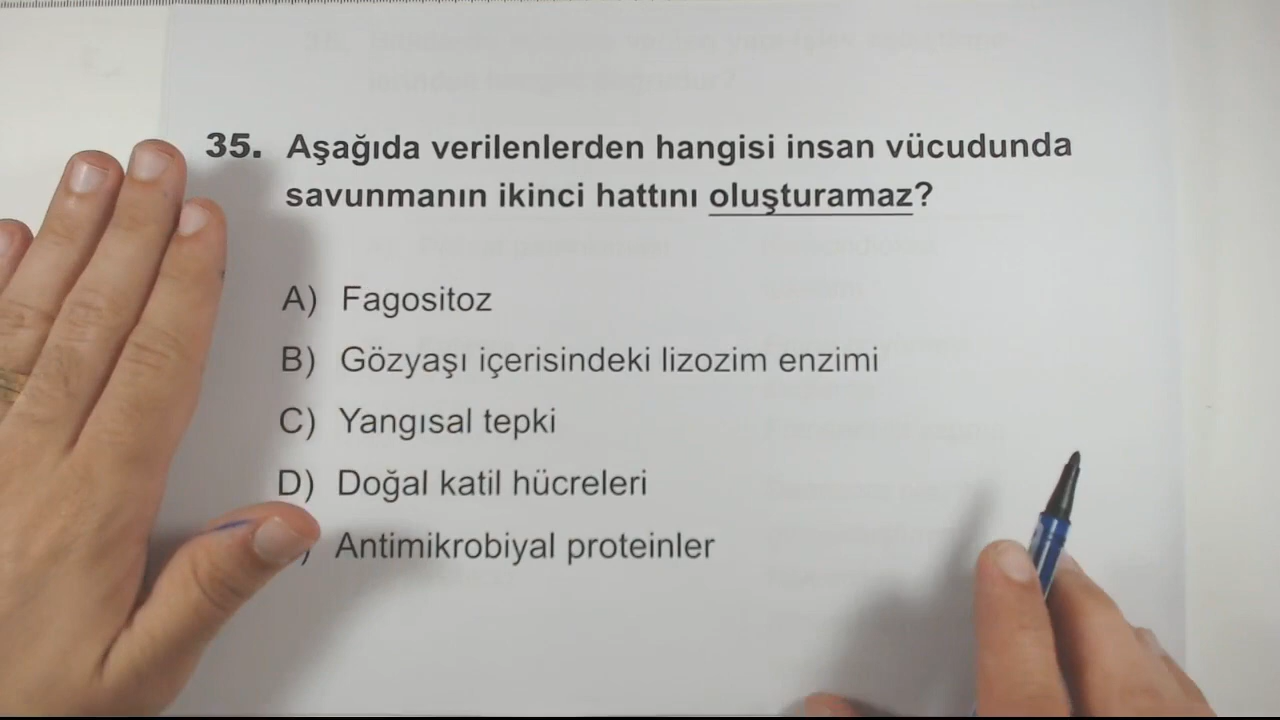 35. Aşağıda verilenlerden hangisi insan vücudunda
savunmanın ikinci hattını oluşturamaz?
A) Fagositoz
B) Gözyaşı içerisindeki lizozim enzimi
C) Yangısal tepki
D) Doğal katil hücreleri
) Antimikrobiyal proteinler